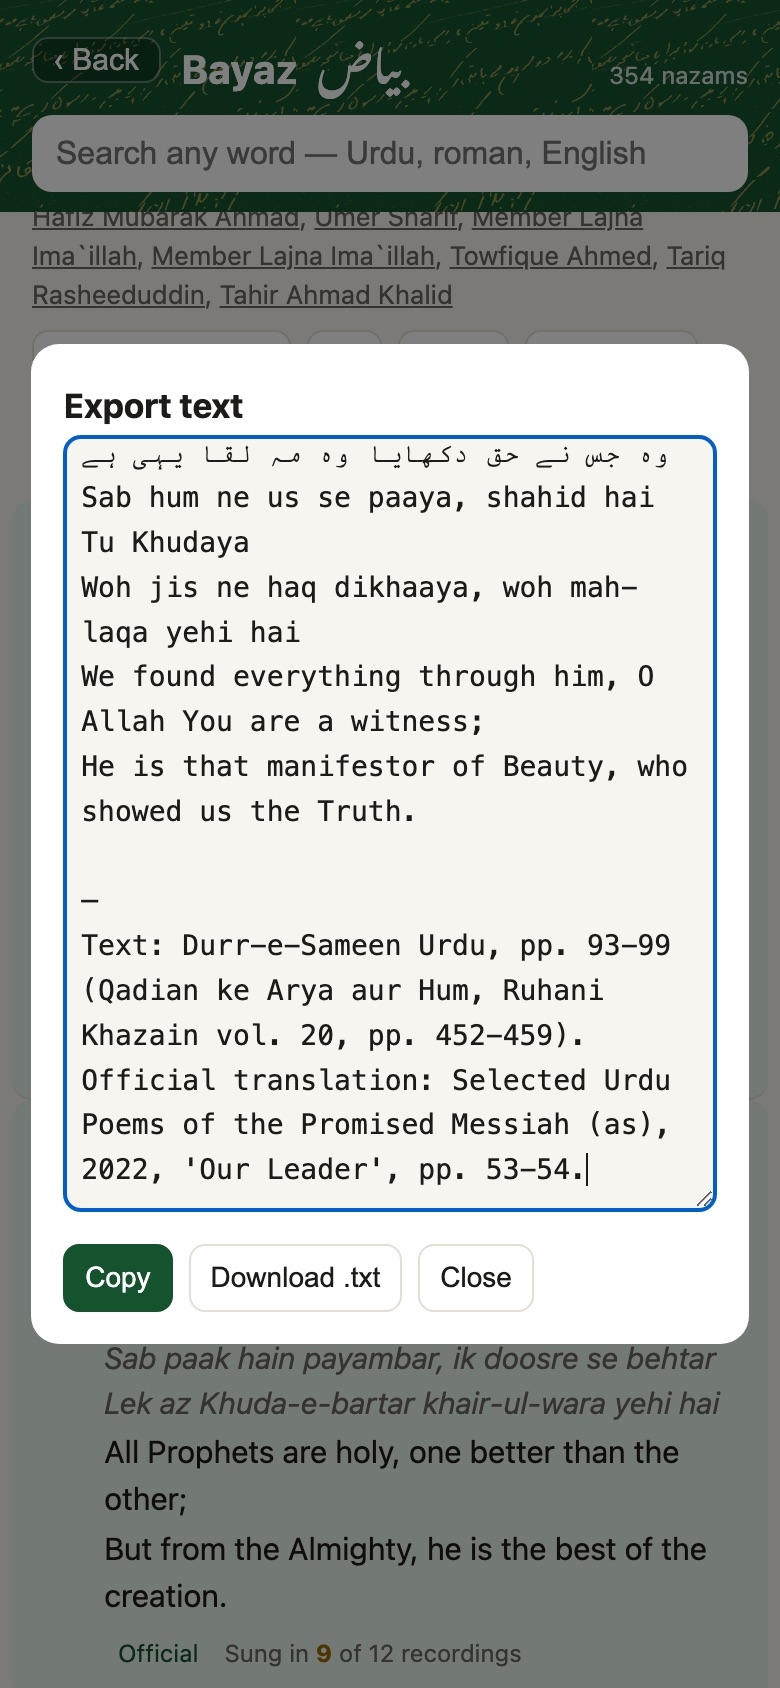 ‹ Back
Bayaz بیاض
354 nazams
Search any word — Urdu, roman, English
Hafiz Mubarak Ahmad, Umer Sharif, Member Lajna
Ima`illah, Member Lajna Ima`illah, Towfique Ahmed, Tariq
Rasheeduddin, Tahir Ahmad Khalid
Export text
وہ جس نے حق دکھایا وہ مہ لقا یہی ہے
Sab hum ne us se paaya, shahid hai
Tu Khudaya
Woh jis ne haq dikhaaya, woh mah-
laqa yehi hai
We found everything through him, O
Allah You are a witness;
He is that manifestor of Beauty, who
showed us the Truth.
—
Text: Durr-e-Sameen Urdu, pp. 93–99
(Qadian ke Arya aur Hum, Ruhani
Khazain vol. 20, pp. 452–459).
Official translation: Selected Urdu
Poems of the Promised Messiah (as),
2022, 'Our Leader', pp. 53–54.
Copy
Download .txt
Close
Sab paak hain payambar, ik doosre se behtar
Lek az Khuda-e-bartar khair-ul-wara yehi hai
All Prophets are holy, one better than the
other;
But from the Almighty, he is the best of the
creation.
Official Sung in 9 of 12 recordings